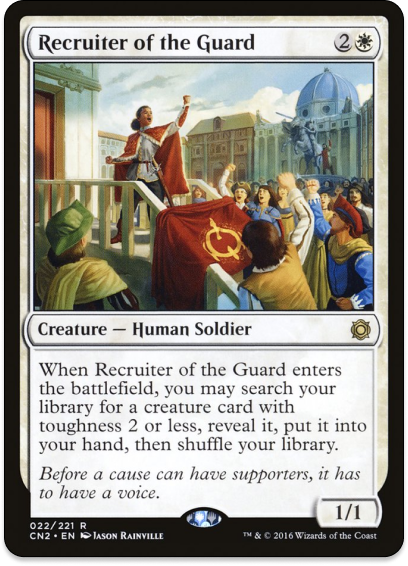 Recruiter of the Guard 2
Creature — Human Soldier
When Recruiter of the Guard enters
the battlefield, you may search your
library for a creature card with
toughness 2 or less, reveal it, put it into
your hand, then shuffle your library.
Before a cause can have supporters, it has
to have a voice.
1/1
022/221 R
CN2 • EN Jason Rainville
™ & © 2016 Wizards of the Coast